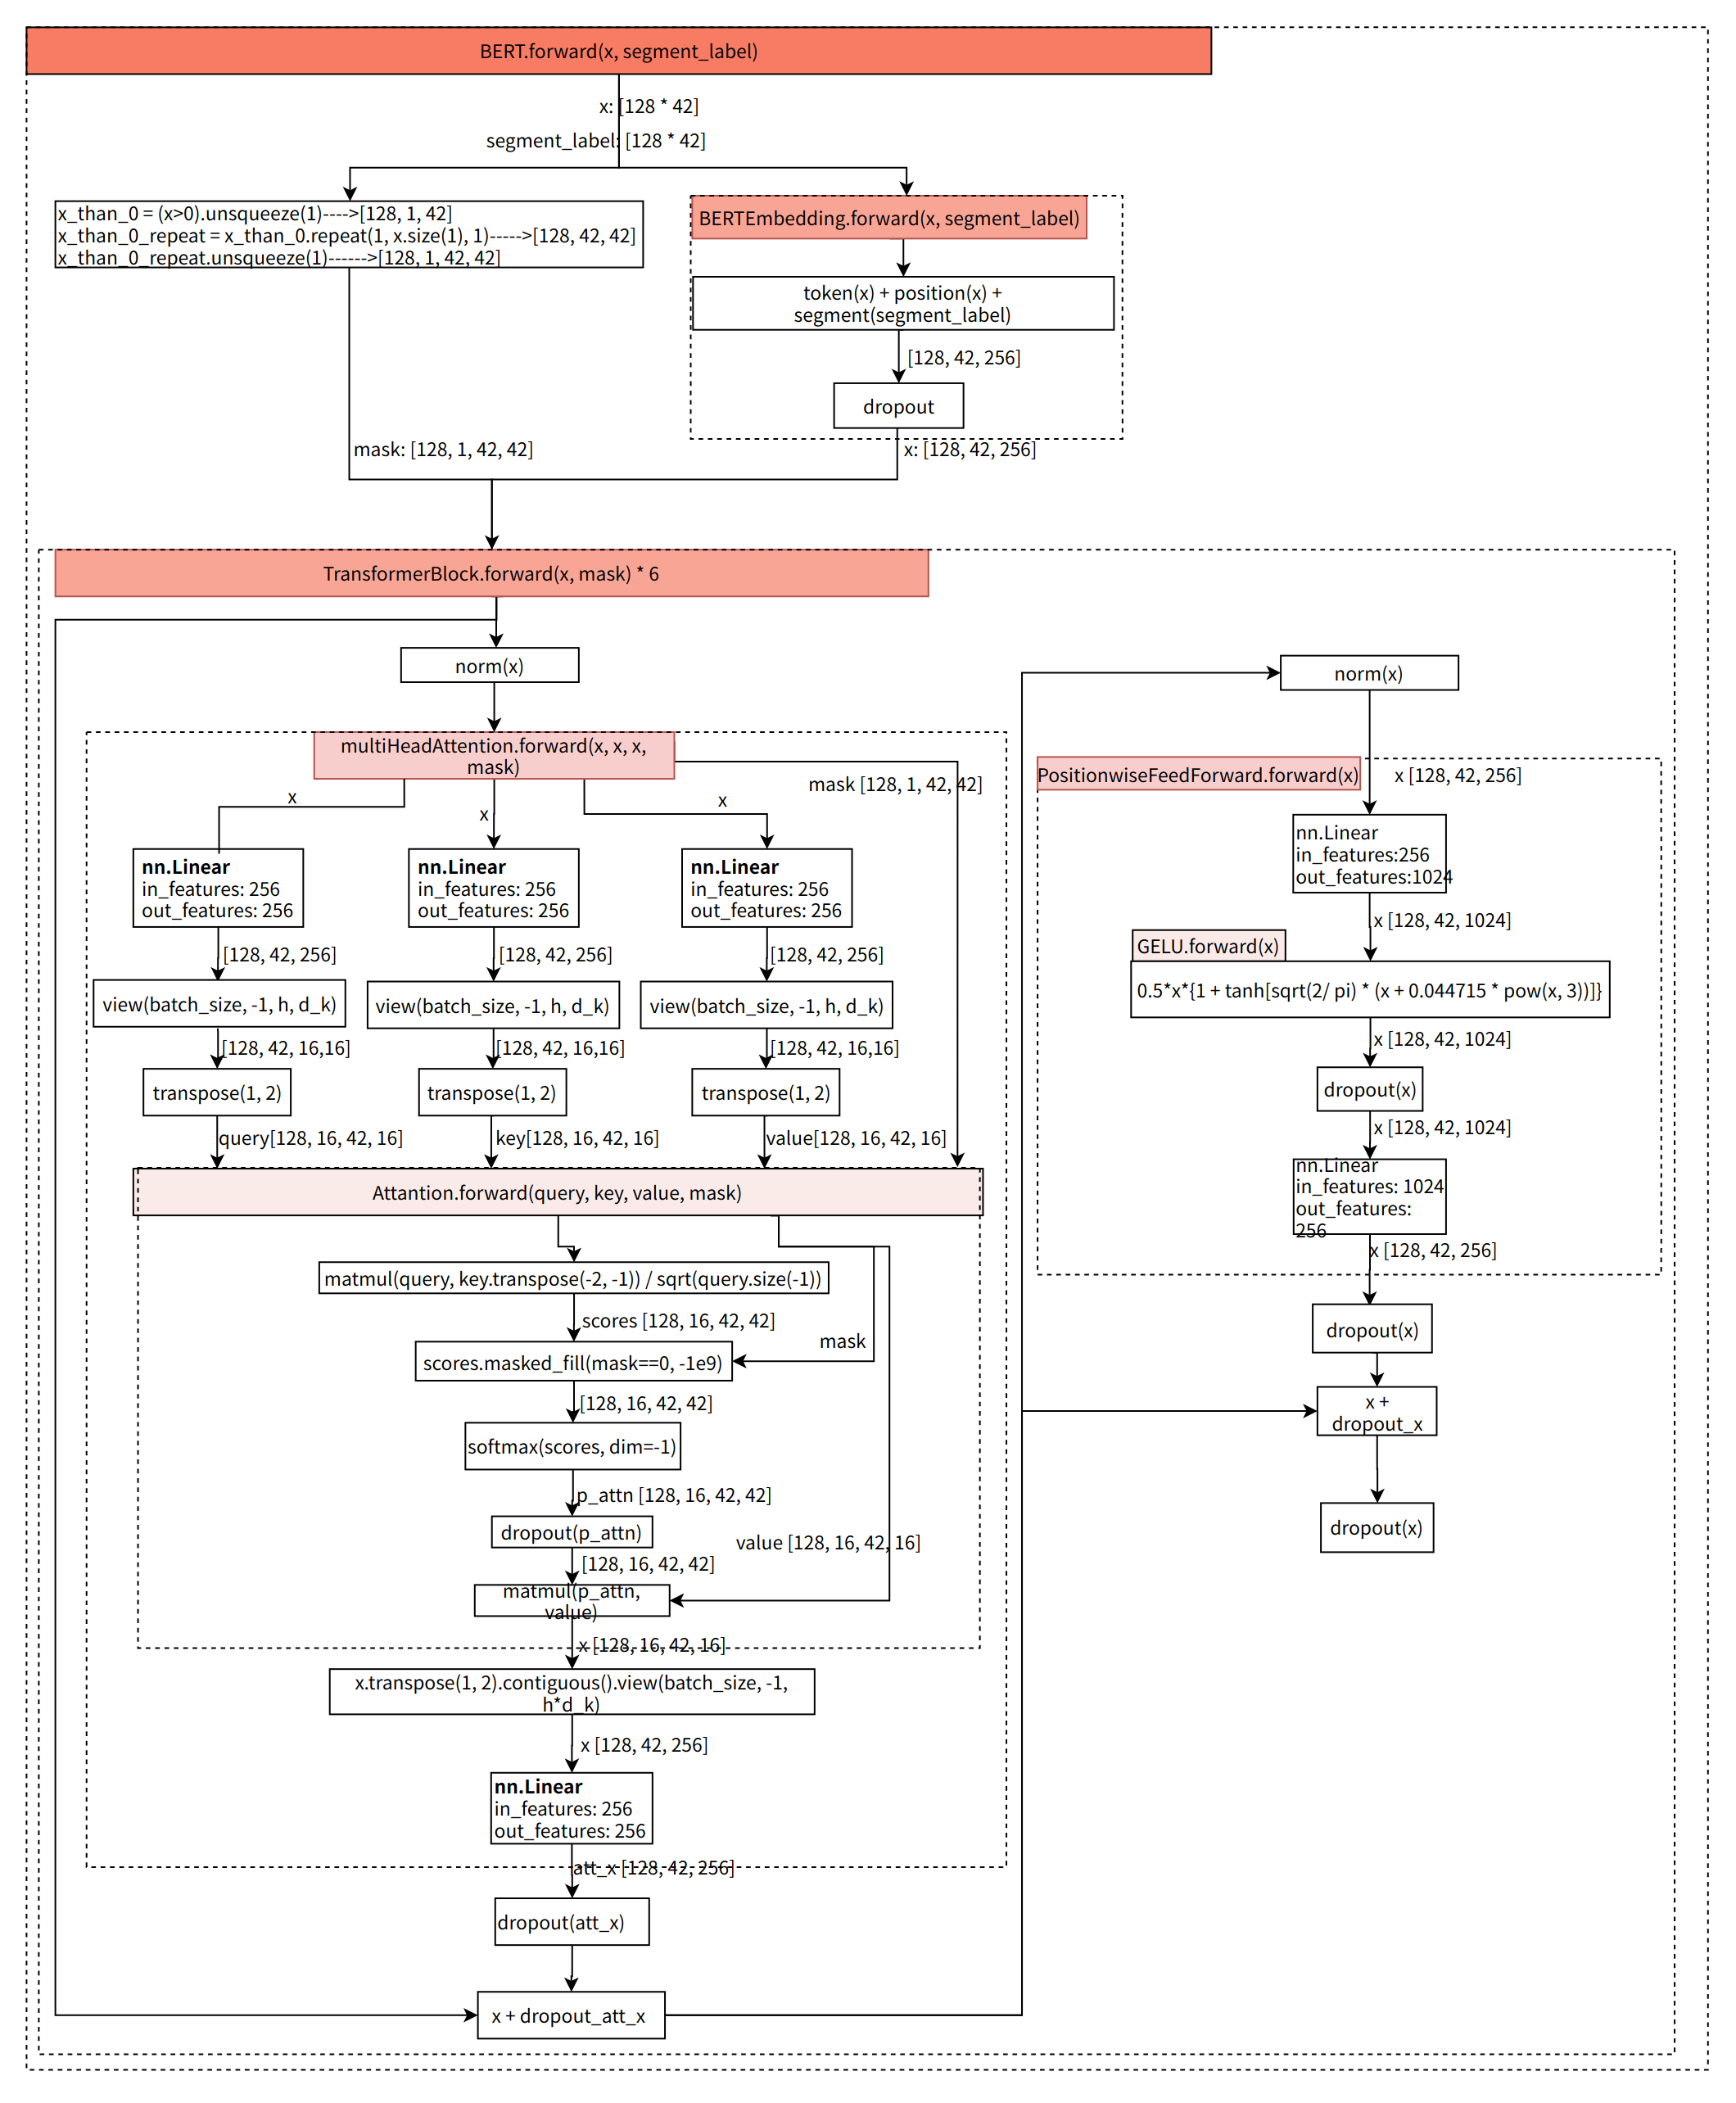 BERT.forward(x, segment_label)
x: [128 * 42]
segment_label: [128 * 42]
x_than_0 = (x>0).unsqueeze(1)---->[128, 1, 42]
x_than_0_repeat = x_than_0.repeat(1, x.size(1), 1)----->[128, 42, 42]
x_than_0_repeat.unsqueeze(1)------>[128, 1, 42, 42]
BERTEmbedding.forward(x, segment_label)
token(x) + position(x) +
segment(segment_label)
[128, 42, 256]
dropout
mask: [128, 1, 42, 42]
x: [128, 42, 256]
TransformerBlock.forward(x, mask) * 6
norm(x)
multiHeadAttention.forward(x, x, x,
mask)
mask [128, 1, 42, 42]
x
x
x
nn.Linear
in_features: 256
out_features: 256
nn.Linear
in_features: 256
out_features: 256
nn.Linear
in_features: 256
out_features: 256
[128, 42, 256]
[128, 42, 256]
[128, 42, 256]
view(batch_size, -1, h, d_k)
view(batch_size, -1, h, d_k)
view(batch_size, -1, h, d_k)
[128, 42, 16,16]
[128, 42, 16,16]
[128, 42, 16,16]
transpose(1, 2)
transpose(1, 2)
transpose(1, 2)
query[128, 16, 42, 16]
key[128, 16, 42, 16]
value[128, 16, 42, 16]
Attantion.forward(query, key, value, mask)
matmul(query, key.transpose(-2, -1)) / sqrt(query.size(-1))
scores [128, 16, 42, 42]
mask
scores.masked_fill(mask==0, -1e9)
[128, 16, 42, 42]
softmax(scores, dim=-1)
p_attn [128, 16, 42, 42]
dropout(p_attn)
value [128, 16, 42, 16]
[128, 16, 42, 42]
matmul(p_attn,
value)
x [128, 16, 42, 16]
x.transpose(1, 2).contiguous().view(batch_size, -1,
h*d_k)
x [128, 42, 256]
nn.Linear
in_features: 256
out_features: 256
att_x [128, 42, 256]
dropout(att_x)
x + dropout_att_x
norm(x)
PositionwiseFeedForward.forward(x)
x [128, 42, 256]
nn.Linear
in_features:256
out_features:1024
x [128, 42, 1024]
GELU.forward(x)
0.5*x*{1 + tanh[sqrt(2/ pi) * (x + 0.044715 * pow(x, 3))]}
x [128, 42, 1024]
dropout(x)
x [128, 42, 1024]
nn.Linear
in_features: 1024
out_features:
256
x [128, 42, 256]
dropout(x)
x +
dropout_x
dropout(x)